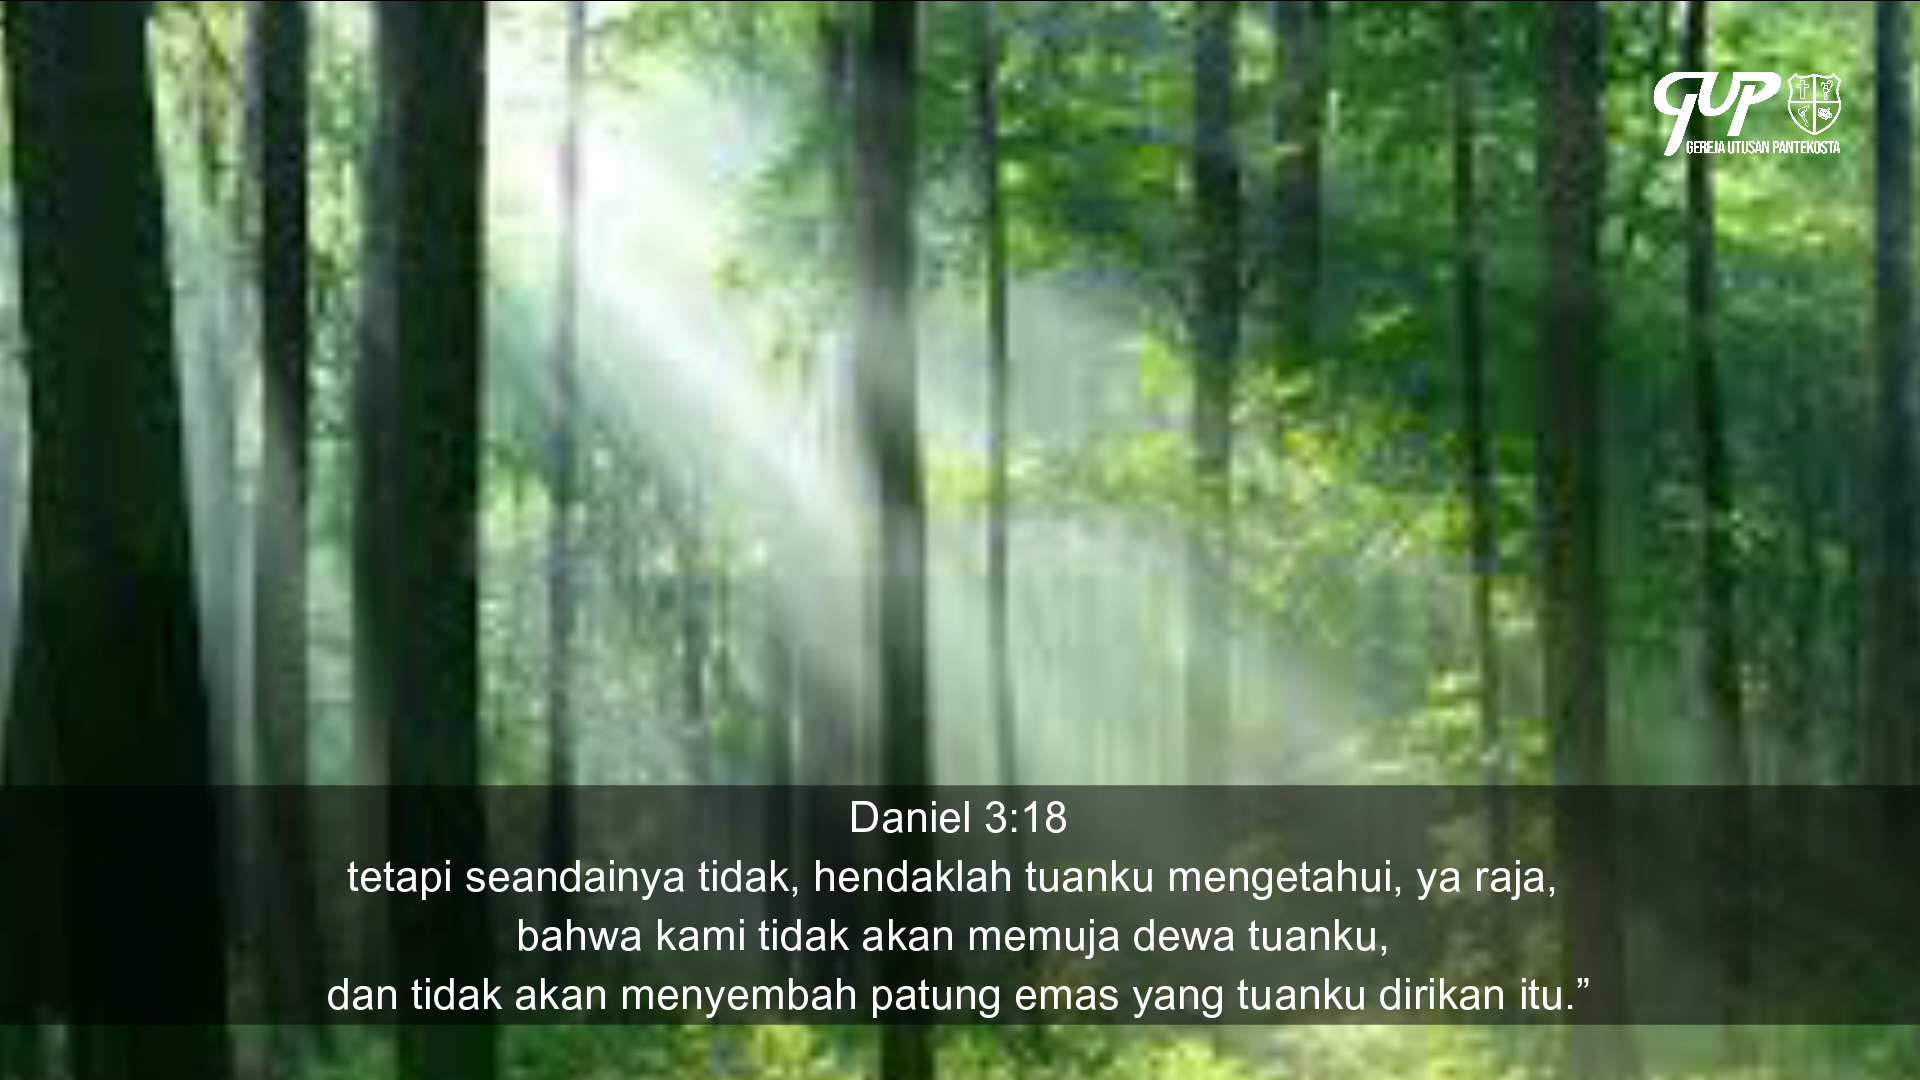 GUP
GEREJA UTUSAN PANTEKOSTA
Daniel 3:18
tetapi seandainya tidak, hendaklah tuanku mengetahui, ya raja,
bahwa kami tidak akan memuja dewa tuanku,
dan tidak akan menyembah patung emas yang tuanku dirikan itu.”